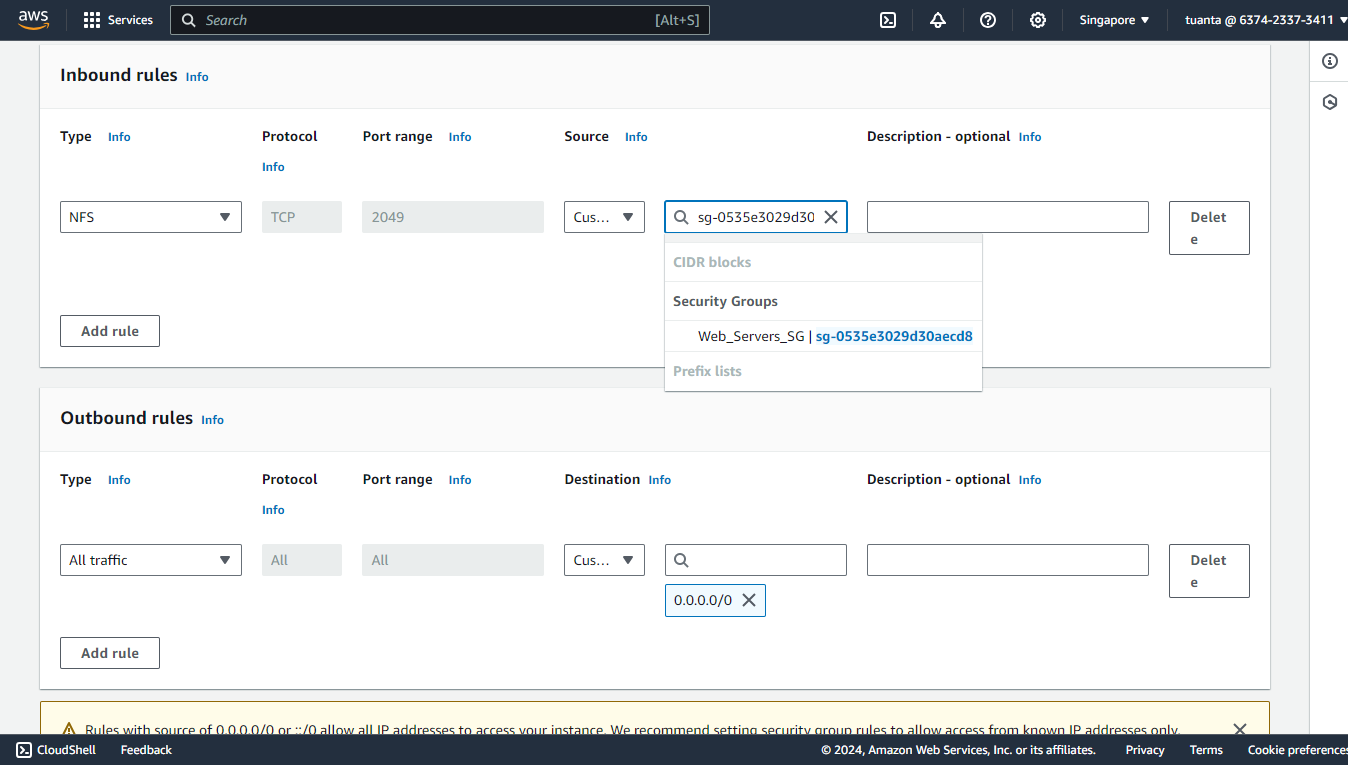 aws Services Search [Alt+S] Singapore tuanta @ 6374-2337-3411
Inbound rules Info
Type Info Protocol Info Port range Info Source Info Description - optional Info
NFS TCP 2049 Cus... sg-0535e3029d30 Delete
CIDR blocks
Security Groups
Web_Servers_SG | sg-0535e3029d30aecd8
Prefix lists
Add rule
Outbound rules Info
Type Info Protocol Info Port range Info Destination Info Description - optional Info
All traffic All All Cus... Delete
0.0.0.0/0
Add rule
Rules with source of 0.0.0.0/0 or ::/0 allow all IP addresses to access your instance. We recommend setting security group rules to allow access from known IP addresses only.
CloudShell Feedback © 2024, Amazon Web Services, Inc. or its affiliates. Privacy Terms Cookie preferences